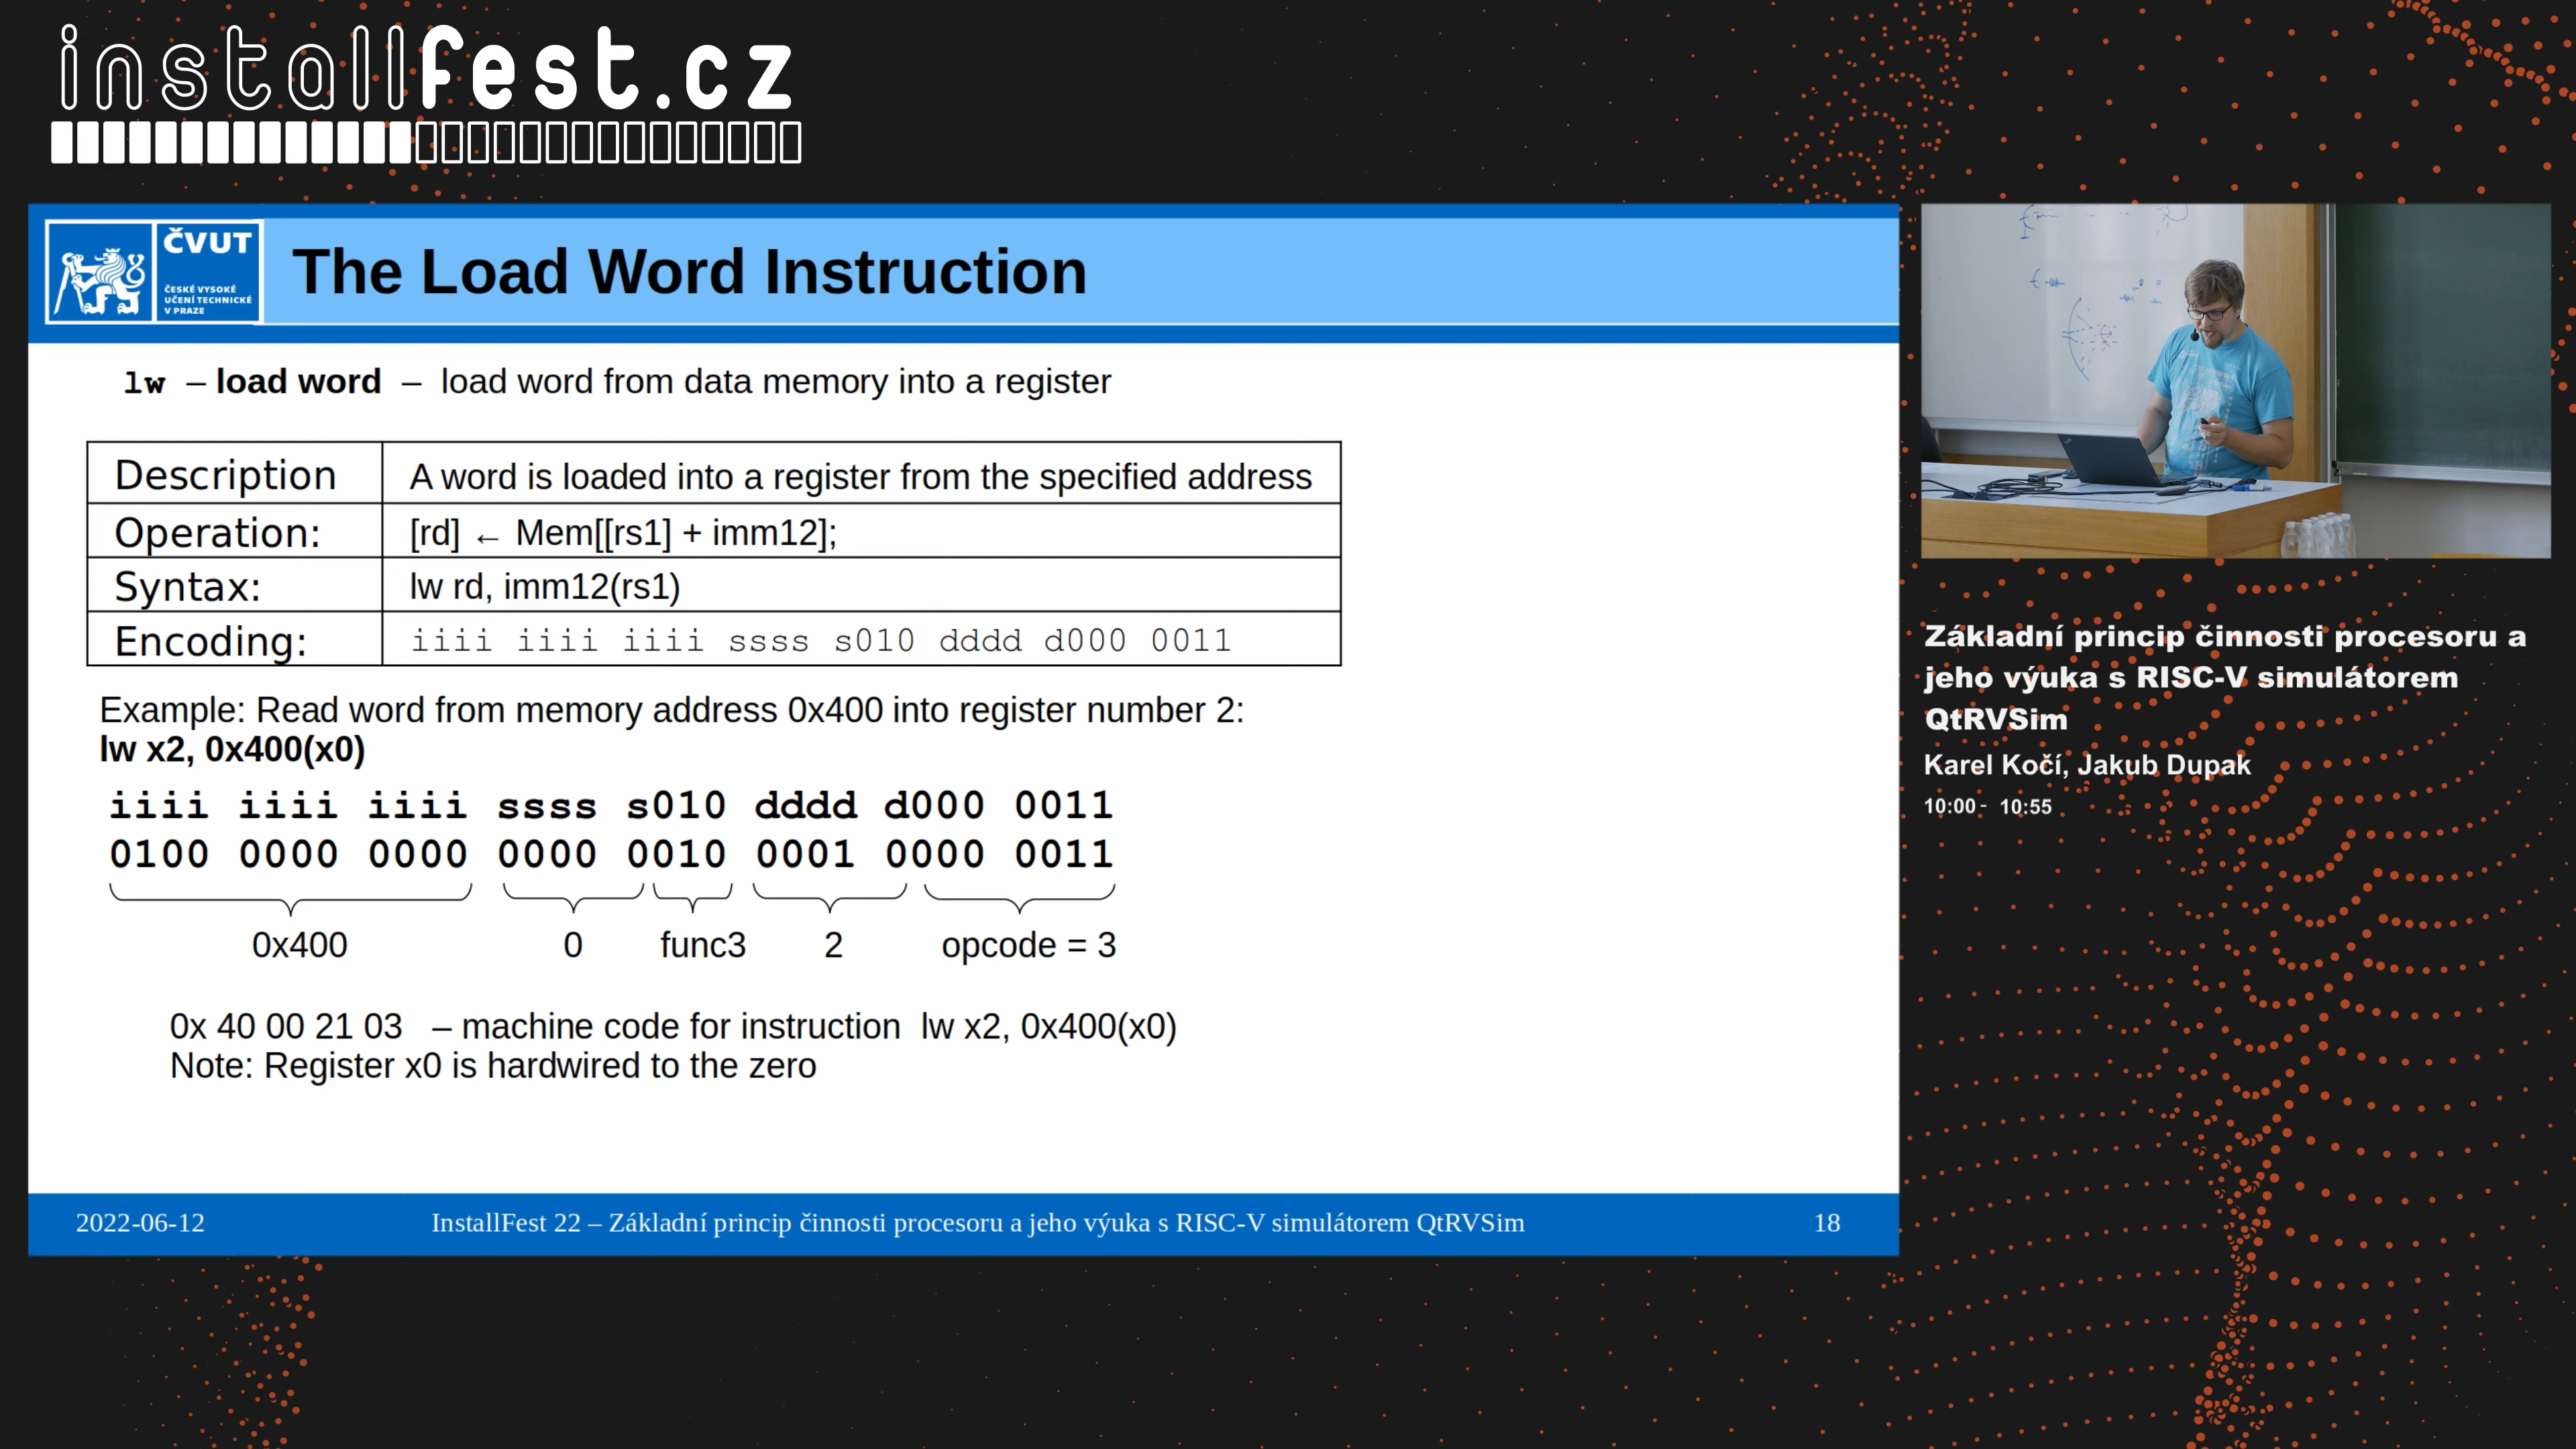 installfest.cz
ČVUT
ČESKÉ VYSOKÉ
UČENÍ TECHNICKÉ
V PRAZE
The Load Word Instruction
lw – load word – load word from data memory into a register
Description A word is loaded into a register from the specified address
Operation: [rd] ← Mem[[rs1] + imm12];
Syntax: lw rd, imm12(rs1)
Encoding: iiii iiii iiii ssss s010 dddd d000 0011
Example: Read word from memory address 0x400 into register number 2:
lw x2, 0x400(x0)
iiii iiii iiii ssss s010 dddd d000 0011
0100 0000 0000 0000 0010 0001 0000 0011
0x400 0 func3 2 opcode = 3
0x 40 00 21 03 – machine code for instruction lw x2, 0x400(x0)
Note: Register x0 is hardwired to the zero
2022-06-12 InstallFest 22 – Základní princip činnosti procesoru a jeho výuka s RISC-V simulátorem QtRVSim 18
Základní princip činnosti procesoru a
jeho výuka s RISC-V simulátorem
QtRVSim
Karel Kočí, Jakub Dupak
10:00 - 10:55